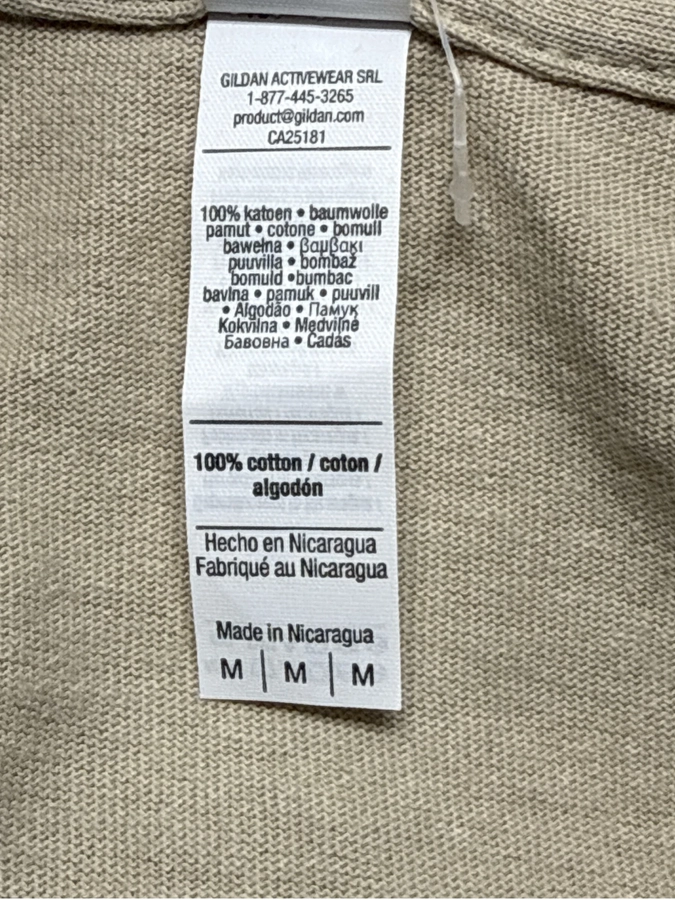 GILDAN ACTIVEWEAR SRL
1-877-445-3265
product@gildan.com
CA25181
100% katoen • baumwolle
pamut • cotone • bomull
bawełna • βαμβακι
puuvilla • bombaž
bomuld •bumbac
bavlna • pamuk • puuvill
• Algodão • Памук
Kokvilna • Medvilnė
Бавовна • Cadás
100% cotton / coton /
algodón
Hecho en Nicaragua
Fabriqué au Nicaragua
Made in Nicaragua
M | M | M